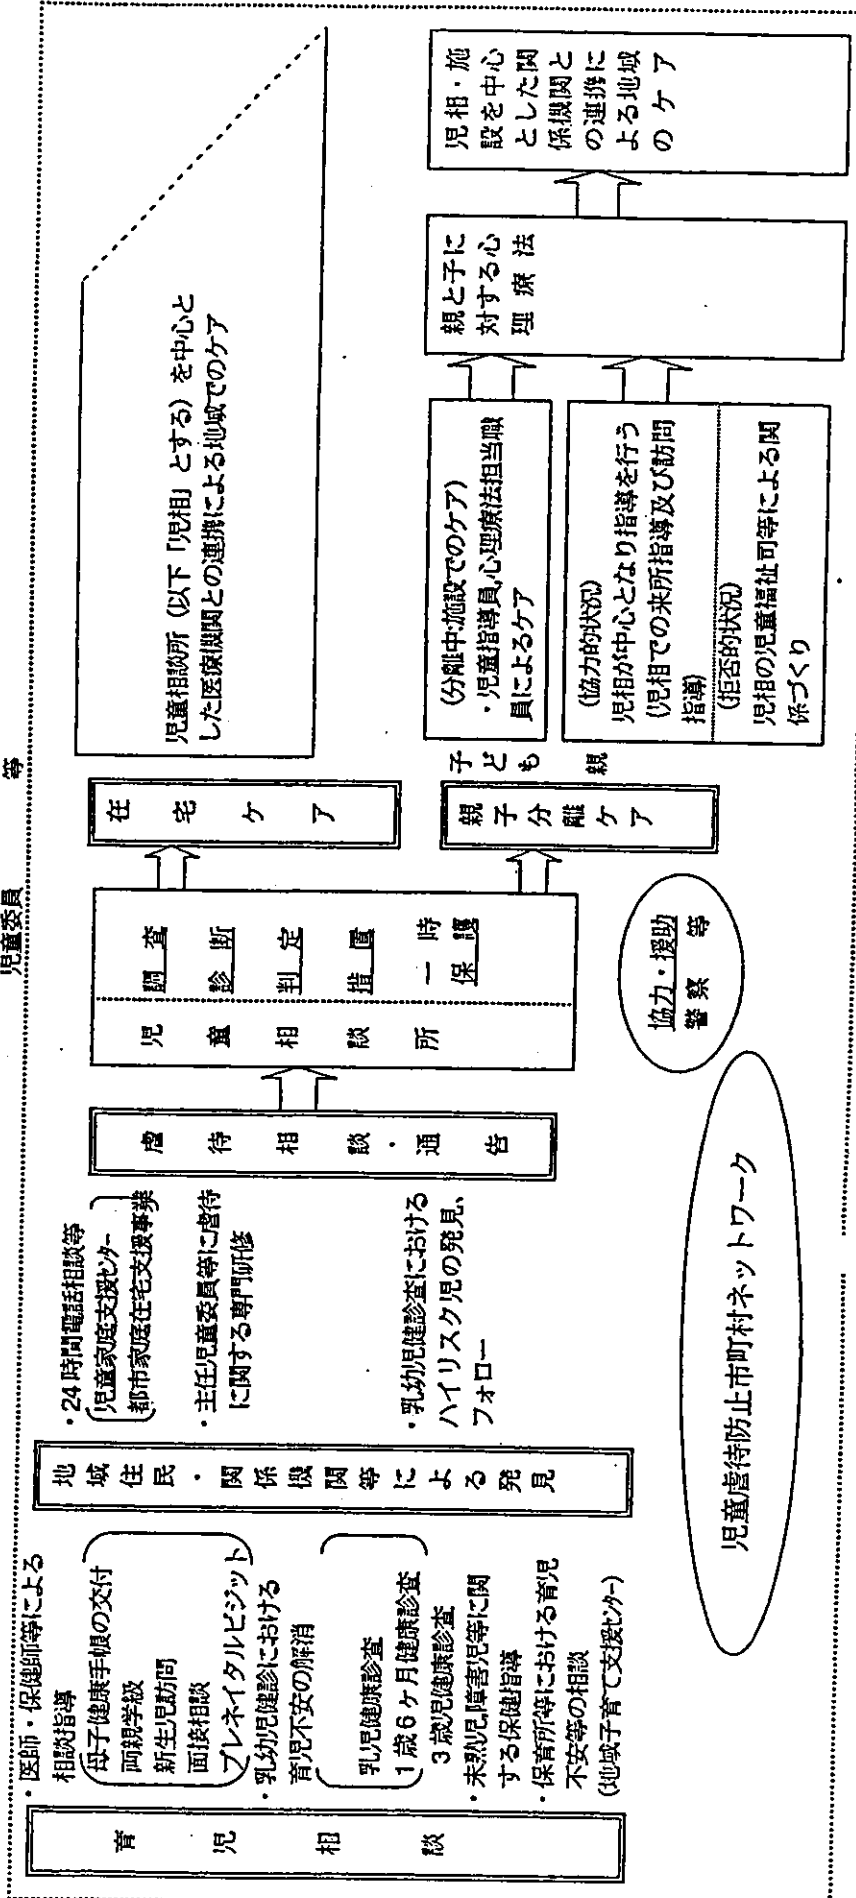 児童委員　　等
育児相談
・医師・保健師等による
相談指導
母子健康手帳の交付
両親学級
新生児訪問
面接相談
プレネイタルビジット
・乳幼児健診における
育児不安の解消
乳児健康診査
1歳6ヶ月健康診査
3歳児健康診査
・未熟児,障害児等に関
する保健指導
・保育所等における育児
不安等の相談
(地域子育て支援センター)
地域住民・関係機関等による発見
・24時間電話相談等
児童家庭支援センター
都市家庭在宅支援事業
・主任児童委員等に虐待
に関する専門研修
・乳幼児健診査における
ハイリスク児の発見、
フォロー
虐待相談・通告
児童相談所
調査
診断
判定
措置
一時
保護
在宅ケア
児童相談所（以下「児相」とする）を中心と
した医療機関との連携による地域でのケア
親子分離ケア
子ども
(分離中:施設でのケア)
・児童指導員,心理療法担当職
員によるケア
親
(協力的状況)
児相が中心となり指導を行う
(児相での来所指導及び訪問
指導)
(拒否的状況)
児相の児童福祉司等による関
係づくり
親と子に
対する心
理療法
児相・施
設を中心
とした関
係機関と
の連携に
よる地域
のケア
協力・援助
警察　等
児童虐待防止市町村ネットワーク